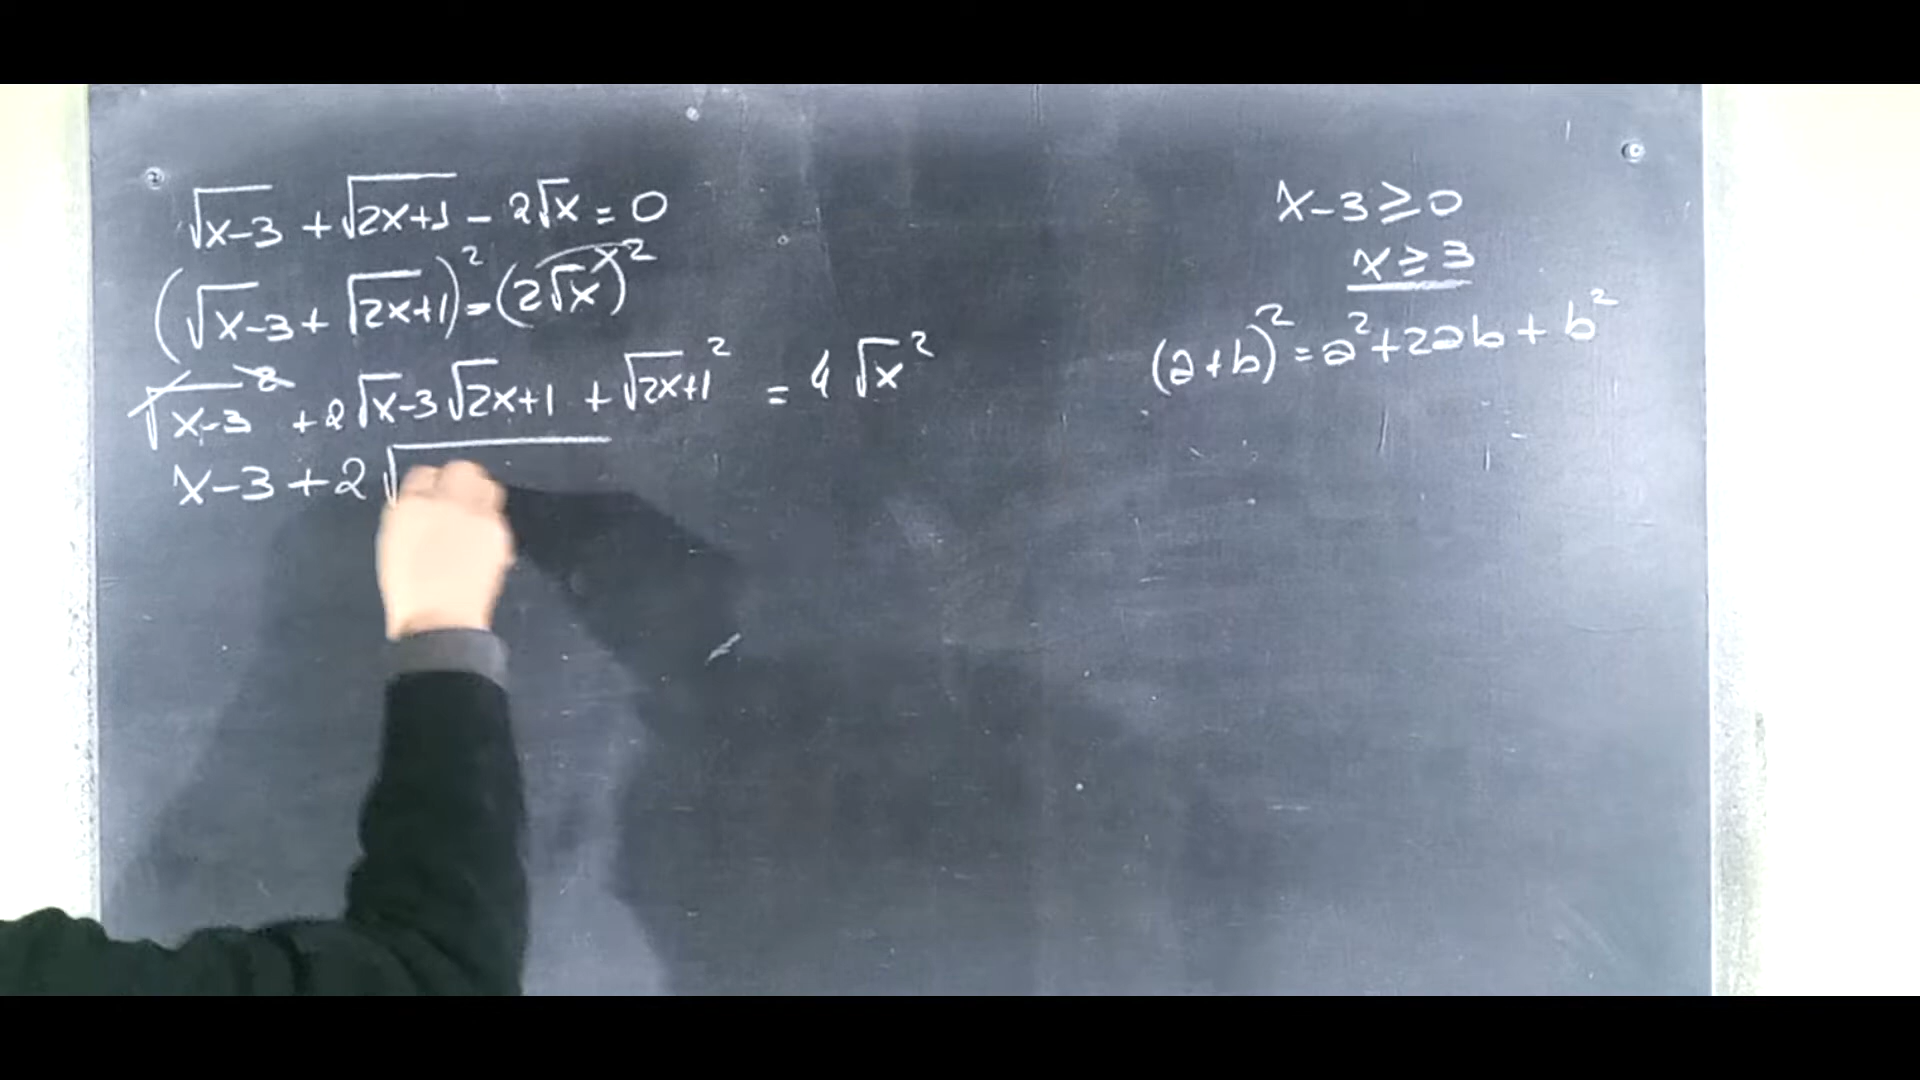 √x-3 + √2x+1 - 2√x = 0
(√x-3 + √2x+1)² = (2√x)²
√x-3² + 2√x-3√2x+1 + √2x+1² = 4√x²
x-3+2√
x-3≥0
x≥3
(a+b)²=a²+2ab+b²